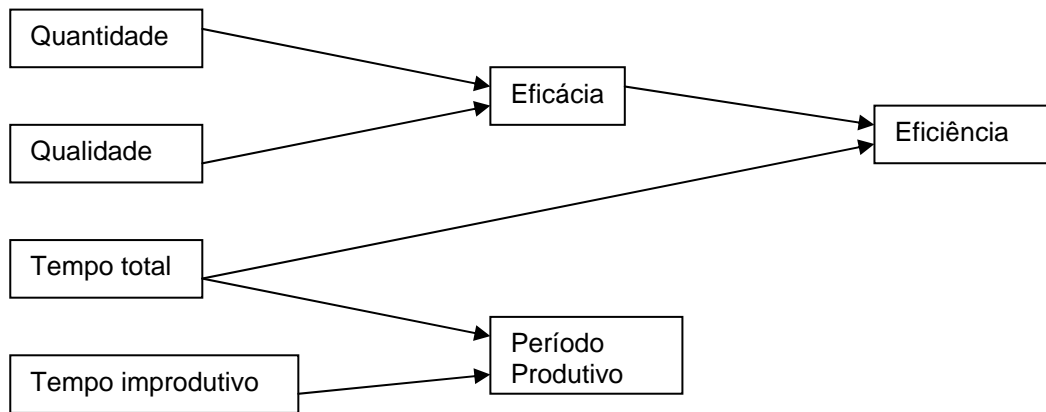 Quantidade
Eficácia
Eficiência
Qualidade
Tempo total
Período
Produtivo
Tempo improdutivo